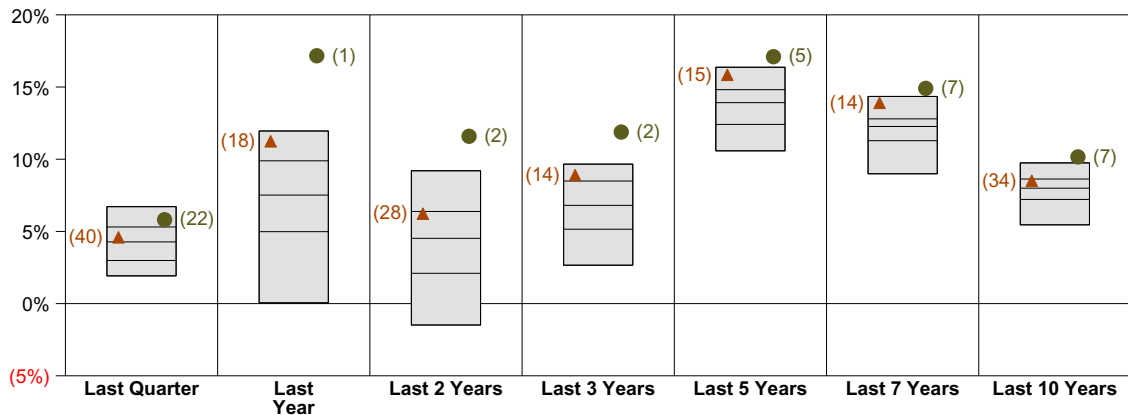 20%
15%
10%
5%
0%
(5%)
(40)
(22)
(18)
(1)
(28)
(2)
(14)
(2)
(15)
(5)
(14)
(7)
(34)
(7)
Last Quarter
Last
Year
Last 2 Years
Last 3 Years
Last 5 Years
Last 7 Years
Last 10 Years